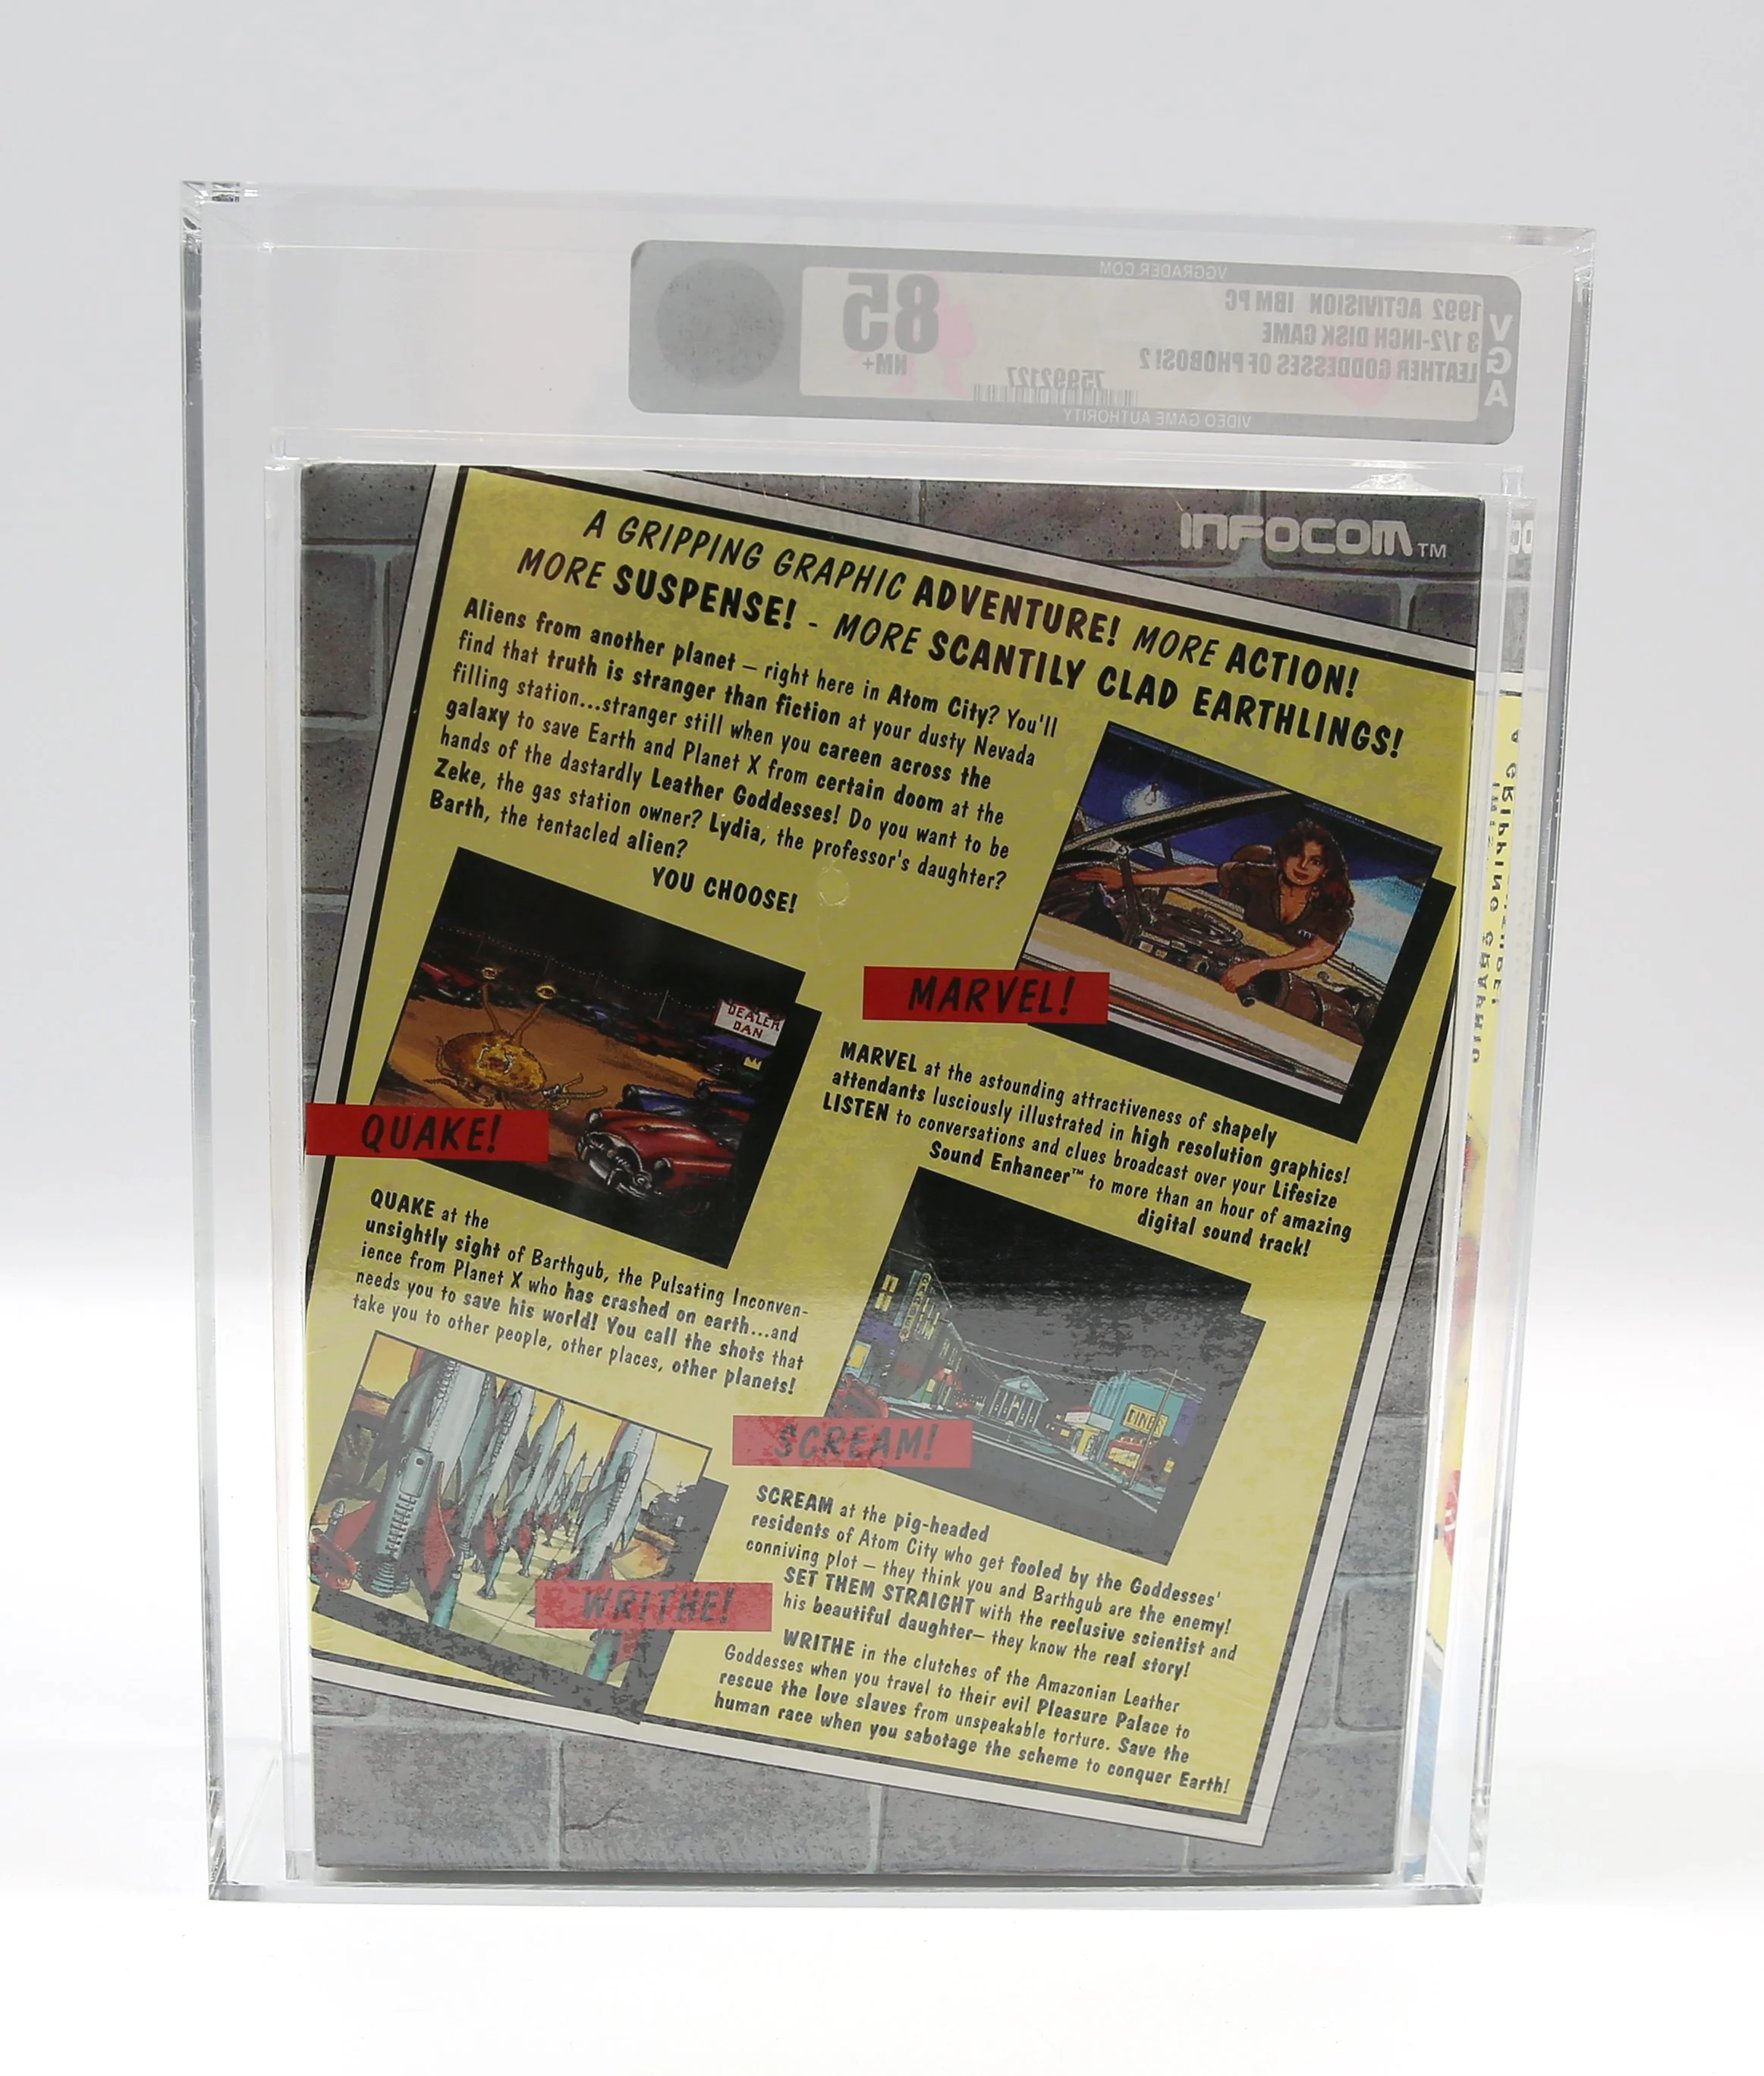 VGGRADER.COM
1992 ACTIVISION IBM PC
3 1/2-INCH DISK GAME
LEATHER GODDESSES OF PHOBOS! 2
85
NM+
75992127
VGA
VIDEO GAME AUTHORITY
INFOCOM™
A GRIPPING GRAPHIC ADVENTURE! MORE ACTION!
MORE SUSPENSE! - MORE SCANTILY CLAD EARTHLINGS!
Aliens from another planet – right here in Atom City? You'll
find that truth is stranger than fiction at your dusty Nevada
filling station...stranger still when you careen across the
galaxy to save Earth and Planet X from certain doom at the
hands of the dastardly Leather Goddesses! Do you want to be
Zeke, the gas station owner? Lydia, the professor's daughter?
Barth, the tentacled alien?
YOU CHOOSE!
MARVEL!
MARVEL at the astounding attractiveness of shapely
attendants lusciously illustrated in high resolution graphics!
LISTEN to conversations and clues broadcast over your Lifesize
Sound Enhancer™ to more than an hour of amazing
digital sound track!
DEALER
DAN
QUAKE!
QUAKE at the
unsightly sight of Barthgub, the Pulsating Inconven-
ience from Planet X who has crashed on earth...and
needs you to save his world! You call the shots that
take you to other people, other places, other planets!
DINER
SCREAM!
SCREAM at the pig-headed
residents of Atom City who get fooled by the Goddesses'
conniving plot – they think you and Barthgub are the enemy!
SET THEM STRAIGHT with the reclusive scientist and
his beautiful daughter– they know the real story!
WRITHE!
WRITHE in the clutches of the Amazonian Leather
Goddesses when you travel to their evil Pleasure Palace to
rescue the love slaves from unspeakable torture. Save the
human race when you sabotage the scheme to conquer Earth!